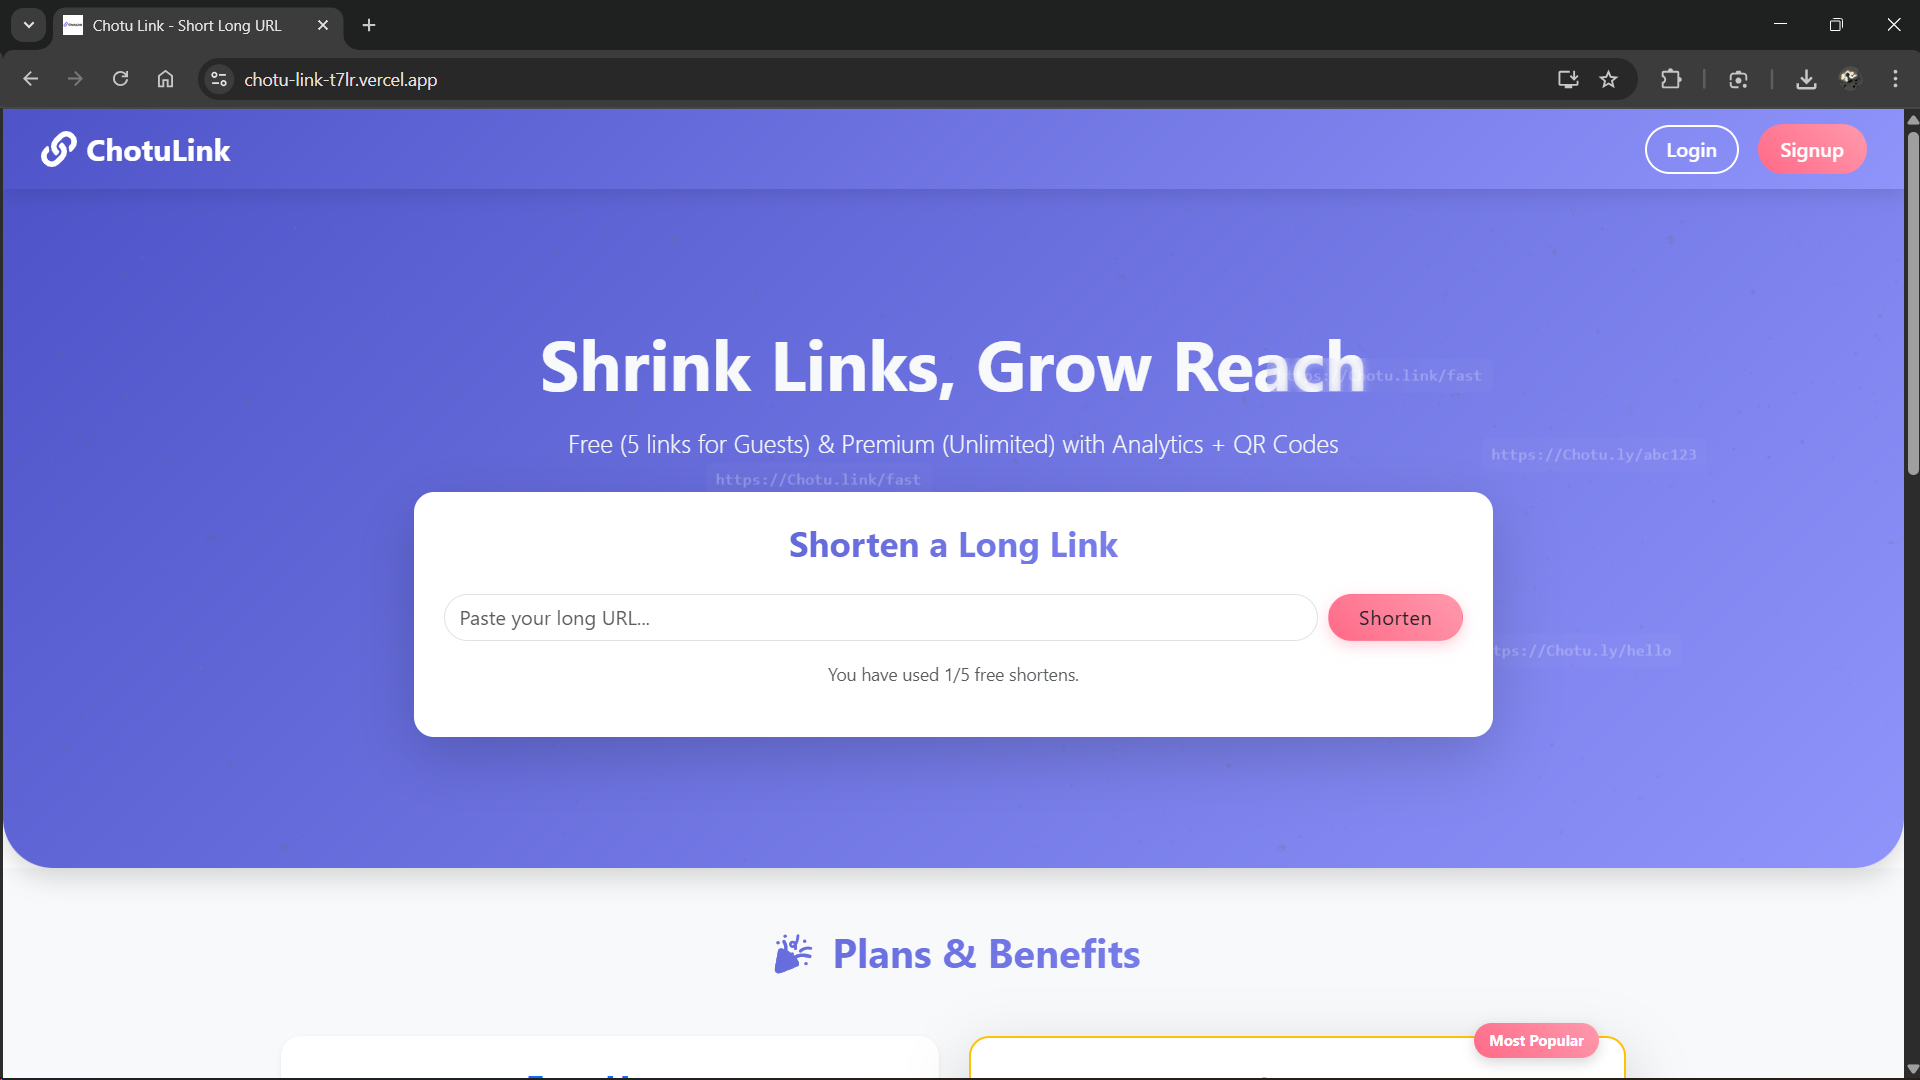 Chotu Link - Short Long URL
chotu-link-t7lr.vercel.app
ChotuLink
Login
Signup
Shrink Links, Grow Reach
Chotu.link/fast
Free (5 links for Guests) & Premium (Unlimited) with Analytics + QR Codes
https://Chotu.ly/abc123
https://Chotu.link/fast
Shorten a Long Link
Paste your long URL...
Shorten
tps://Chotu.ly/hello
You have used 1/5 free shortens.
Plans & Benefits
Most Popular